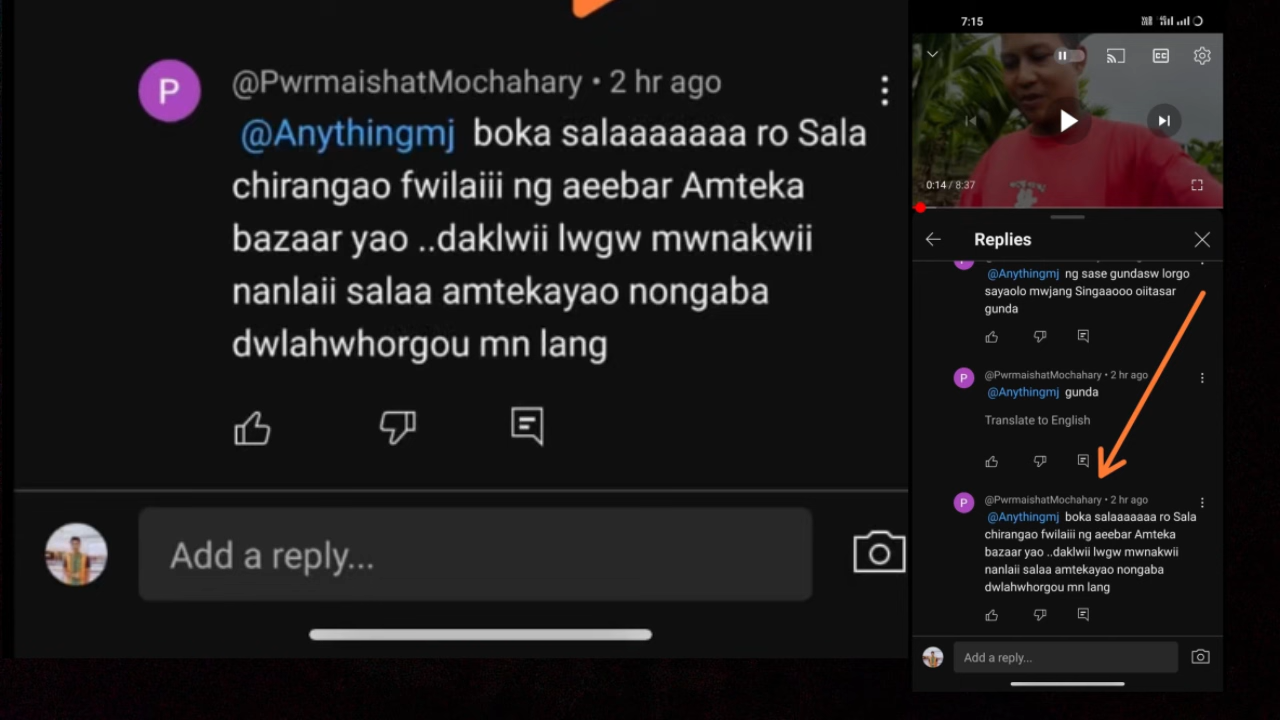 @PwrmaishatMochahary • 2 hr ago
@Anythingmj boka salaaaaaaa ro Sala
chirangao fwilaiii ng aeebar Amteka
bazaar yao ..daklwii lwgw mwnakwii
nanlaii salaa amtekayao nongaba
dwlahwhorgou mn lang
Add a reply...
P
7:15
CC
0:14 / 8:37
Replies
@Anythingmj ng sase gundasw lorgo
sayaolo mwjang Singaaooo oiitasar
gunda
P
@PwrmaishatMochahary • 2 hr ago
@Anythingmj gunda
Translate to English
P
@PwrmaishatMochahary • 2 hr ago
@Anythingmj boka salaaaaaaa ro Sala
chirangao fwilaiii ng aeebar Amteka
bazaar yao ..daklwii lwgw mwnakwii
nanlaii salaa amtekayao nongaba
dwlahwhorgou mn lang
Add a reply...